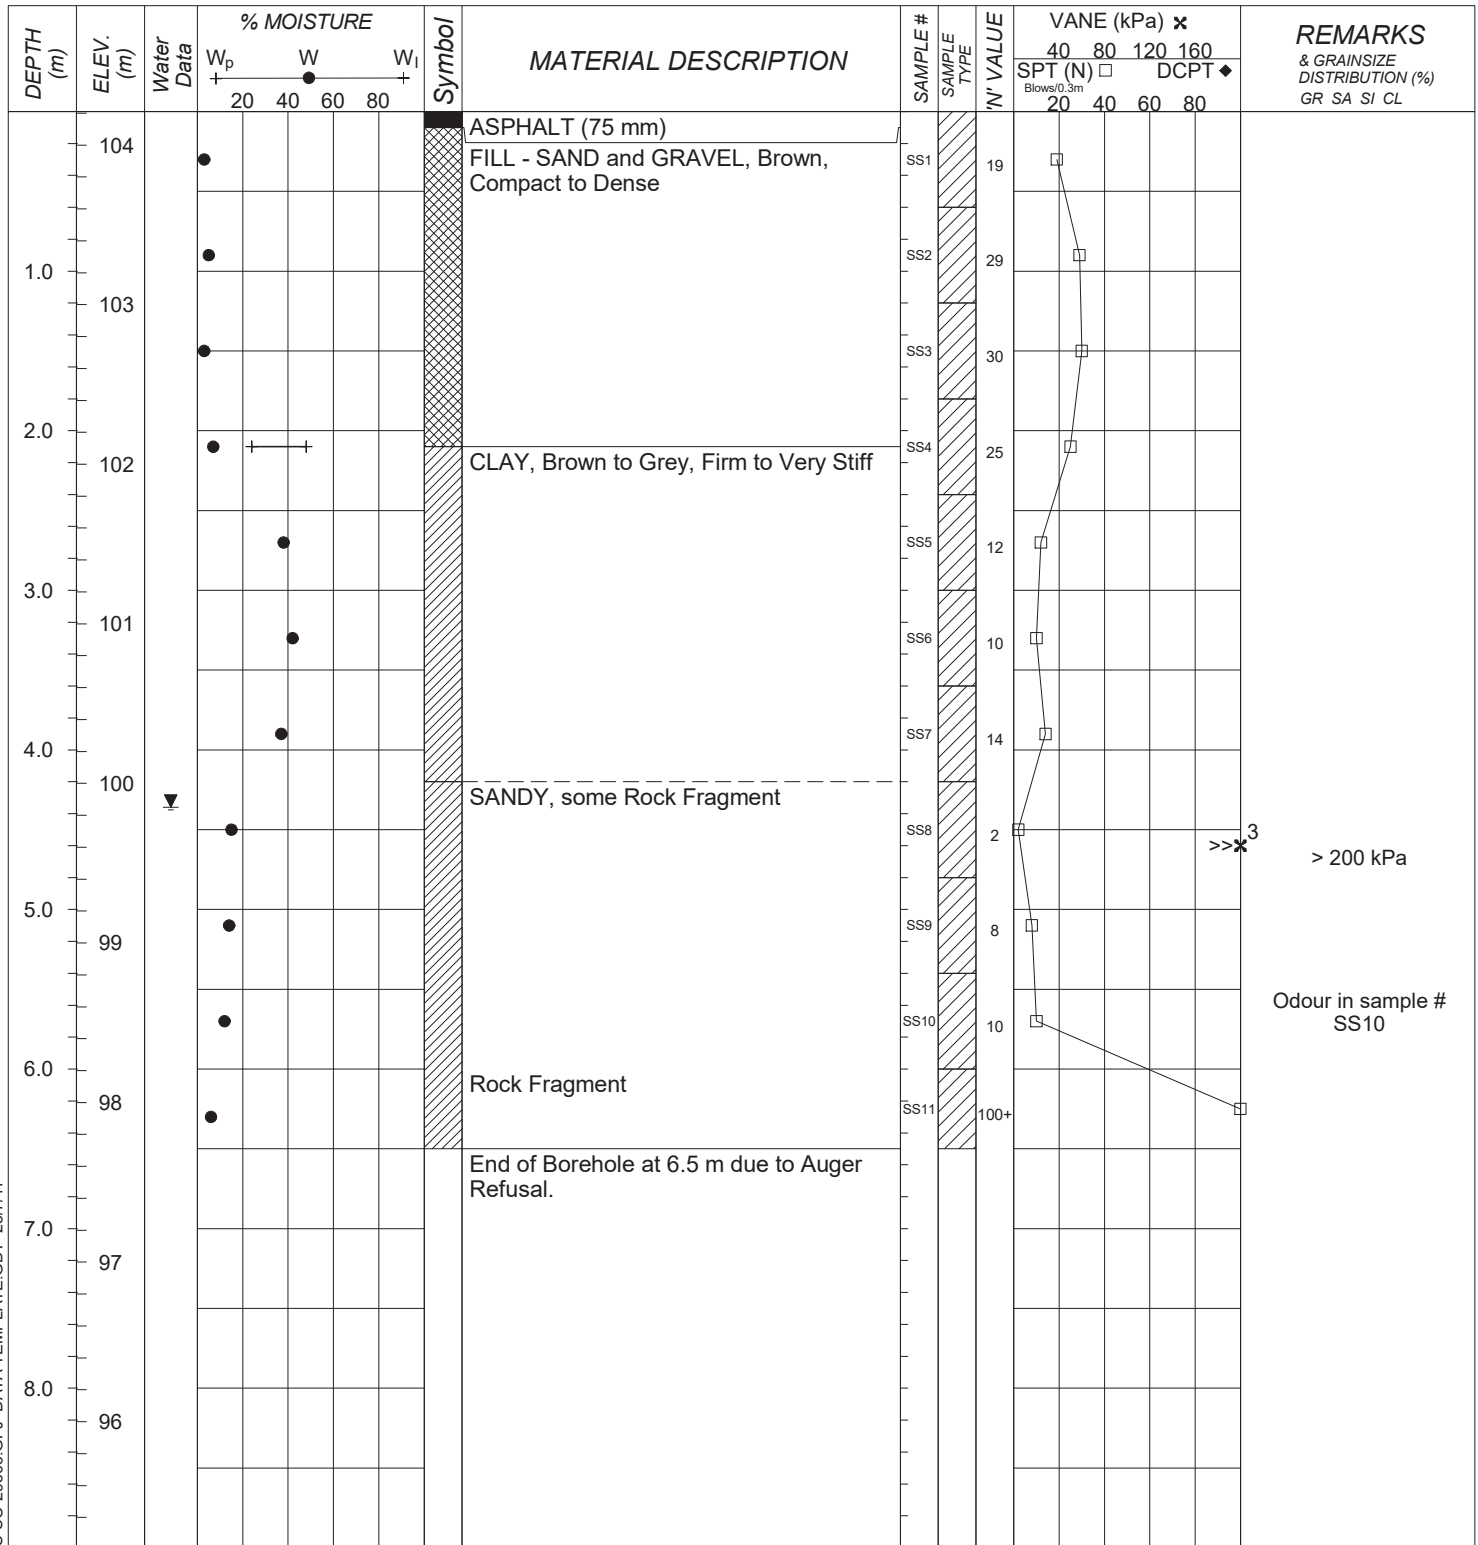 DEPTH (m)
ELEV. (m)
Water Data
% MOISTURE
Wp W Wl
20 40 60 80
Symbol
MATERIAL DESCRIPTION
SAMPLE #
SAMPLE TYPE
'N' VALUE
VANE (kPa)
40 80 120 160
SPT (N) DCPT
Blows/0.3m
20 40 60 80
REMARKS
& GRAINSIZE
DISTRIBUTION (%)
GR SA SI CL
ASPHALT (75 mm)
104
FILL - SAND and GRAVEL, Brown,
Compact to Dense
SS1 19
SS2 29
1.0
103
SS3 30
2.0
SS4 25
102
CLAY, Brown to Grey, Firm to Very Stiff
SS5 12
3.0
101
SS6 10
SS7 14
4.0
100
SANDY, some Rock Fragment
SS8 2 3
>>
> 200 kPa
5.0
SS9 8
99
Odour in sample #
SS10
SS10 10
6.0
Rock Fragment
98
SS11 100+
End of Borehole at 6.5 m due to Auger
Refusal.
7.0
97
8.0
96